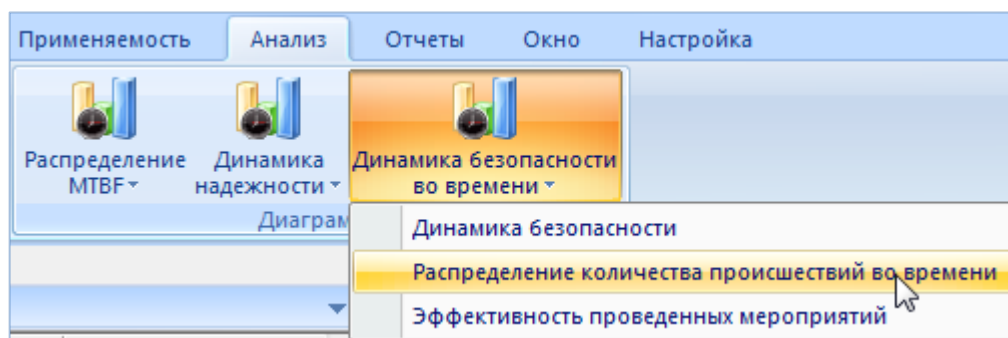 Применяемость Анализ Отчеты Окно Настройка
Распределение
MTBF
Динамика
надежности
Динамика безопасности
во времени
Диаграм
Динамика безопасности
Распределение количества происшествий во времени
Эффективность проведенных мероприятий